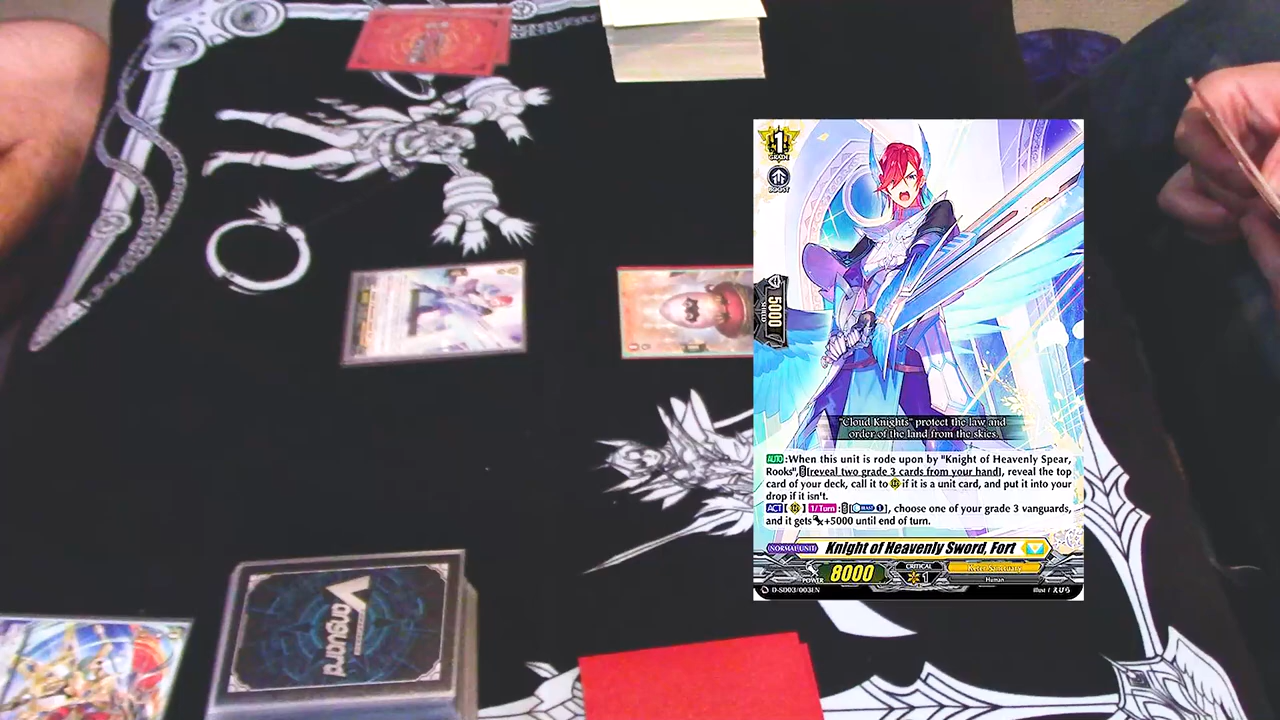 1
GRADE
BOOST
5000
SHIELD
"Cloud Knights" protect the law and
order of the land from the skies.
AUTO:When this unit is rode upon by "Knight of Heavenly Spear,
Rooks", [reveal two grade 3 cards from your hand], reveal the top
card of your deck, call it to if it is a unit card, and put it into your
drop if it isn't.
ACT[ ] 1/Turn: [ BLAST 1], choose one of your grade 3 vanguards,
and it gets +5000 until end of turn.
NORMAL UNIT Knight of Heavenly Sword, Fort
POWER 8000 CRITICAL 1 Keter Sanctuary
Human
D-SS03/003EN
Vanguard